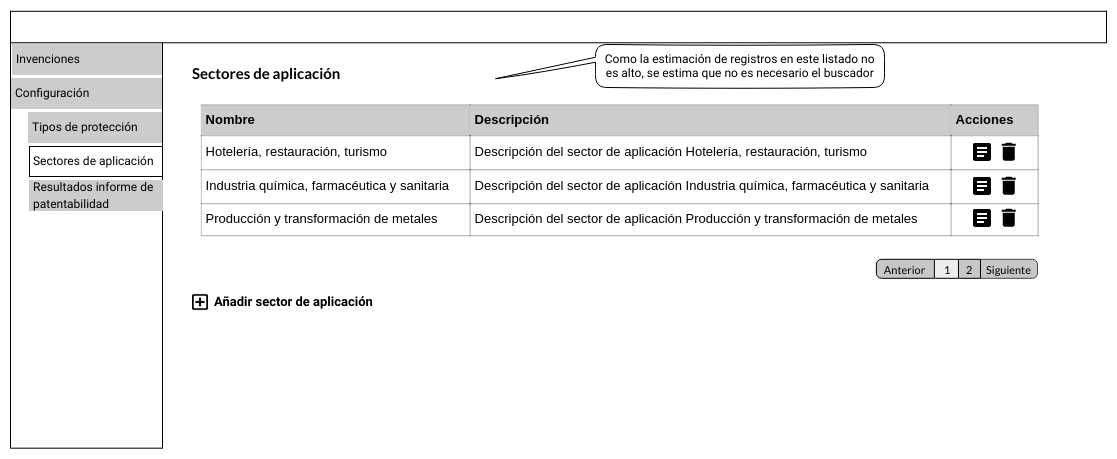 Invenciones
Configuración
Tipos de protección
Sectores de aplicación
Resultados informe de
patentabilidad
Sectores de aplicación
Como la estimación de registros en este listado no
es alto, se estima que no es necesario el buscador
Nombre Descripción Acciones
Hotelería, restauración, turismo Descripción del sector de aplicación Hotelería, restauración, turismo
Industria química, farmacéutica y sanitaria Descripción del sector de aplicación Industria química, farmacéutica y sanitaria
Producción y transformación de metales Descripción del sector de aplicación Producción y transformación de metales
Anterior 1 2 Siguiente
Añadir sector de aplicación